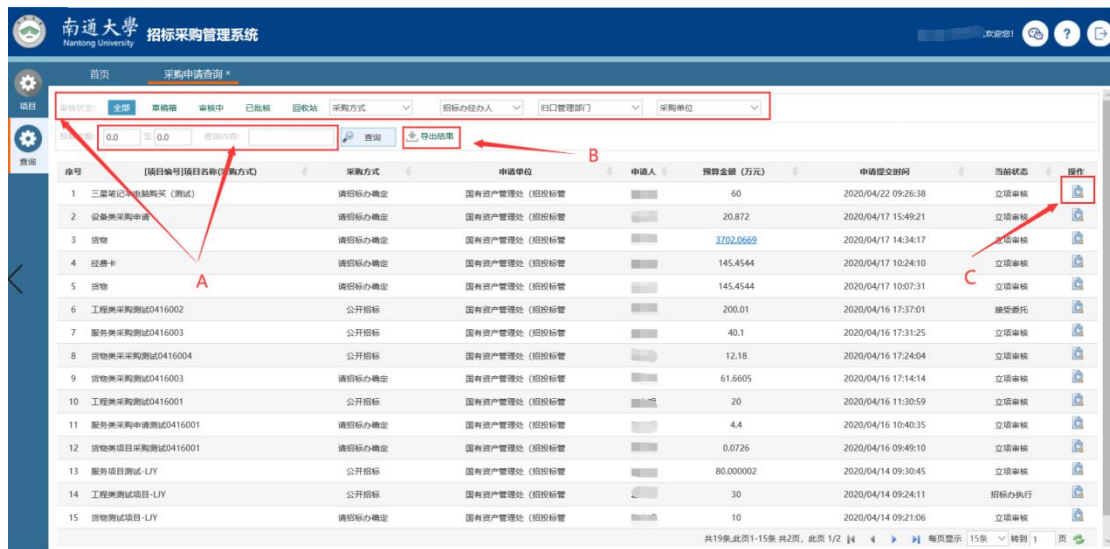 南通大學 招标采购管理系统
Nantong University
,欢迎您!
?
首页 采购申请查询 ×
项目
查询
审核状态: 全部 草稿箱 审核中 已批核 回收站 采购方式 招标办经办人 归口管理部门 采购单位
0.0 至 0.0 查询内容: 查询 导出结果
B
序号 [项目编号]项目名称(采购方式) 采购方式 申请单位 申请人 预算金额 (万元) 申请提交时间 当前状态 操作
1 三星笔记本电脑购买 (测试) 请招标办确定 国有资产管理处 (招投标管 60 2020/04/22 09:26:38 立项审核
2 设备类采购申请 请招标办确定 国有资产管理处 (招投标管 20.872 2020/04/17 15:49:21 立项审核
3 货物 请招标办确定 国有资产管理处 (招投标管 3702.0669 2020/04/17 14:34:17 立项审核
4 经费卡 请招标办确定 国有资产管理处 (招投标管 145.4544 2020/04/17 10:24:10 立项审核
A
C
5 货物 请招标办确定 国有资产管理处 (招投标管 145.4544 2020/04/17 10:07:31 立项审核
6 工程类采购测试0416002 公开招标 国有资产管理处 (招投标管 200.01 2020/04/16 17:37:01 接受委托
7 服务类采购测试0416003 公开招标 国有资产管理处 (招投标管 40.1 2020/04/16 17:31:25 立项审核
8 货物类采采购测试0416004 公开招标 国有资产管理处 (招投标管 12.18 2020/04/16 17:24:04 立项审核
9 货物类采购测试0416003 请招标办确定 国有资产管理处 (招投标管 61.6605 2020/04/16 17:14:14 立项审核
10 工程类采购测试0416001 公开招标 国有资产管理处 (招投标管 20 2020/04/16 11:30:59 立项审核
11 服务类采购申请测试0416001 请招标办确定 国有资产管理处 (招投标管 4.4 2020/04/16 10:40:35 立项审核
12 货物类项目采购测试0416001 请招标办确定 国有资产管理处 (招投标管 0.0726 2020/04/16 09:49:10 立项审核
13 服务项目测试-LJY 公开招标 国有资产管理处 (招投标管 80.000002 2020/04/14 09:30:45 立项审核
14 工程类测试项目-LJY 公开招标 国有资产管理处 (招投标管 30 2020/04/14 09:24:11 招标办执行
15 货物测试项目-LJY 请招标办确定 国有资产管理处 (招投标管 10 2020/04/14 09:21:06 立项审核
共19条,此页1-15条 共2页, 此页 1/2 每页显示 15条 转到 1 页